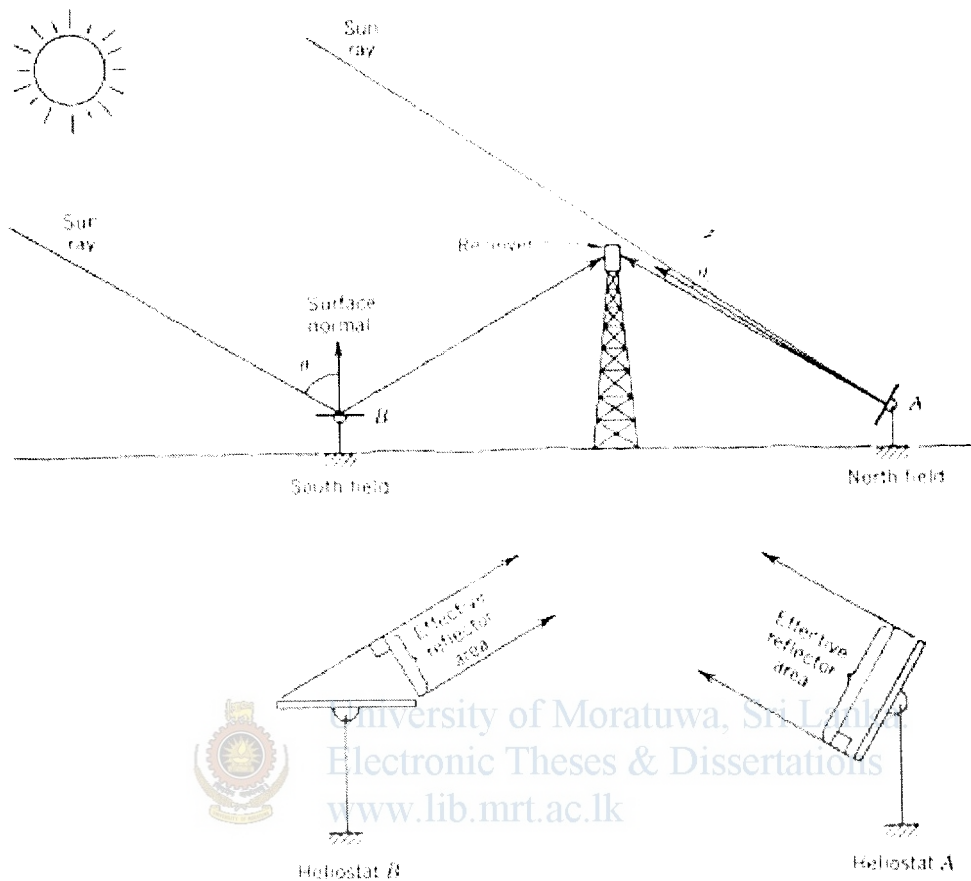 Sun
ray
Sun
ray
Receiver
Surface
normal
θ
θ
B
A
South field
North field
Effective
reflector
area
Effective
reflector
area
University of Moratuwa, Sri Lanka.
Electronic Theses & Dissertations
www.lib.mrt.ac.lk
Heliostat B
Heliostat A